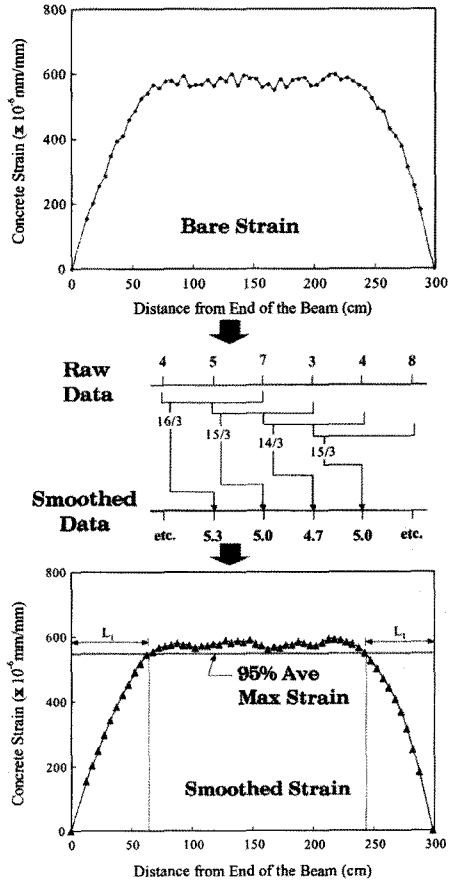 800
600
400
200
0
Concrete Strain (x 10⁻⁶ mm/mm)
Bare Strain
0 50 100 150 200 250 300
Distance from End of the Beam (cm)
Raw Data
4 5 7 3 4 8
16/3
15/3
14/3
15/3
Smoothed Data
etc. 5.3 5.0 4.7 5.0 etc.
800
600
400
200
0
Concrete Strain (x 10⁻⁶ mm/mm)
Lt
Lt
95% Ave
Max Strain
Smoothed Strain
0 50 100 150 200 250 300
Distance from End of the Beam (cm)